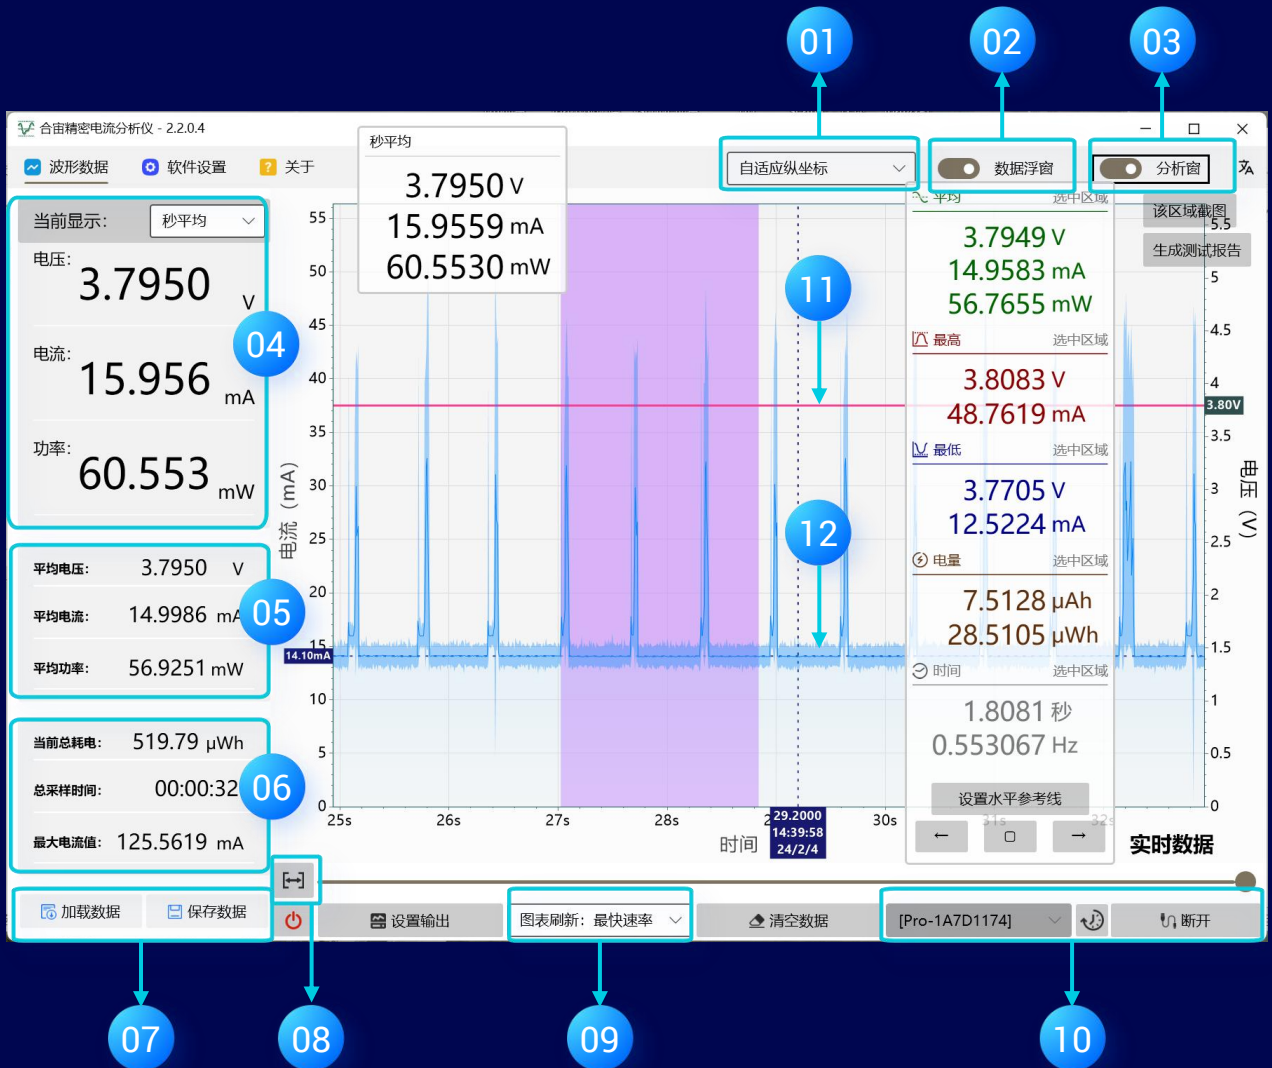 01
02
03
合宙精密电流分析仪 - 2.2.0.4
波形数据
软件设置
关于
自适应纵坐标
数据浮窗
分析窗
秒平均
3.7950 V
15.9559 mA
60.5530 mW
当前显示:
秒平均
电压:
3.7950 V
电流:
15.956 mA
功率:
60.553 mW
04
平均电压: 3.7950 V
平均电流: 14.9986 mA
平均功率: 56.9251 mW
05
当前总耗电: 519.79 μWh
总采样时间: 00:00:32
最大电流值: 125.5619 mA
06
电流 (mA)
55
50
45
40
35
30
25
20
15
10
5
0
14.10mA
11
12
平均 选中区域
3.7949 V
14.9583 mA
56.7655 mW
最高 选中区域
3.8083 V
48.7619 mA
最低 选中区域
3.7705 V
12.5224 mA
电量 选中区域
7.5128 μAh
28.5105 μWh
时间 选中区域
1.8081 秒
0.553067 Hz
设置水平参考线
← →
该区域截图
生成测试报告
5.5
5
4.5
4
3.80V
3.5
3
2.5
2
1.5
1
0.5
0
电压 (V)
25s 26s 27s 28s 30s 31s 32s
29.2000
14:39:58
24/2/4
时间
实时数据
加载数据
保存数据
设置输出
图表刷新: 最快速率
清空数据
[Pro-1A7D1174]
断开
07
08
09
10